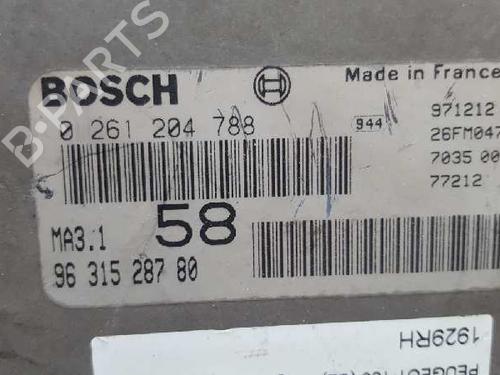 BOSCH
Made in France
0 261 204 788
944
971212
26FM047
7035 00
77212
MA3.1
58
96 315 287 80
1929RH
PEUGEOT
B-PARTS